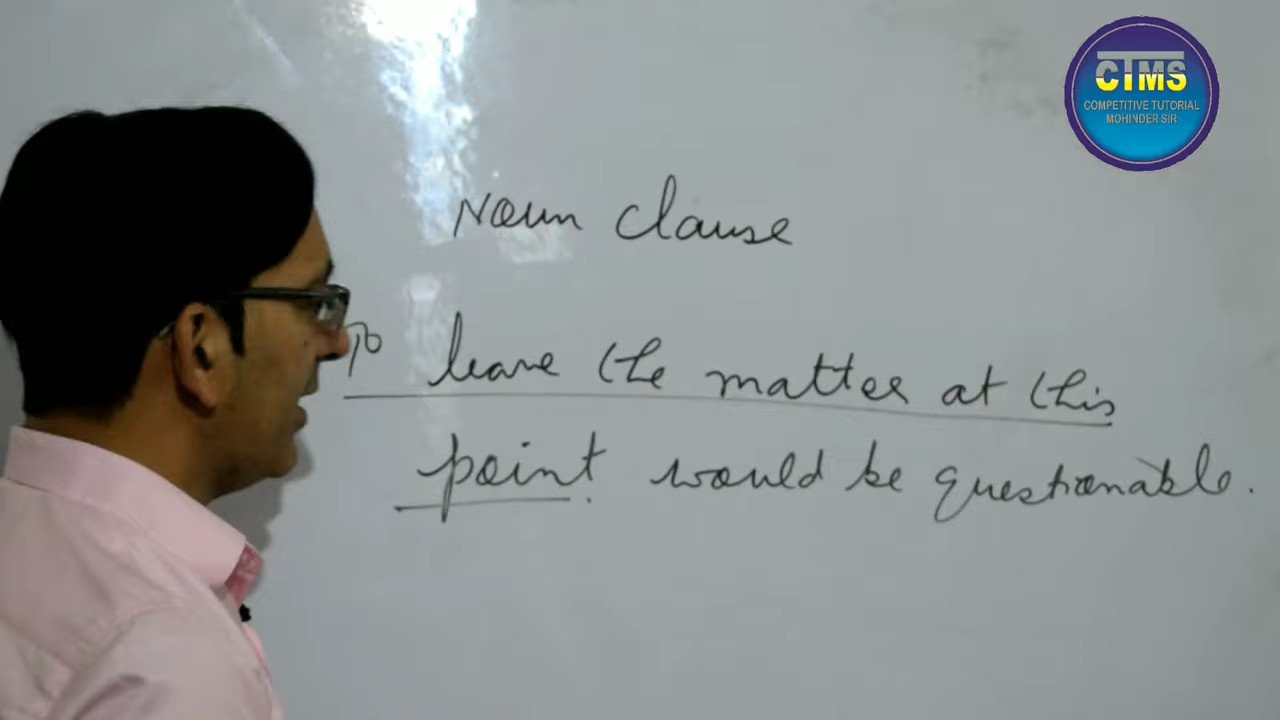 CTMS
COMPETITIVE TUTORIAL
MOHINDER SIR
Noun Clause
To leave the matter at this
point would be questionable.